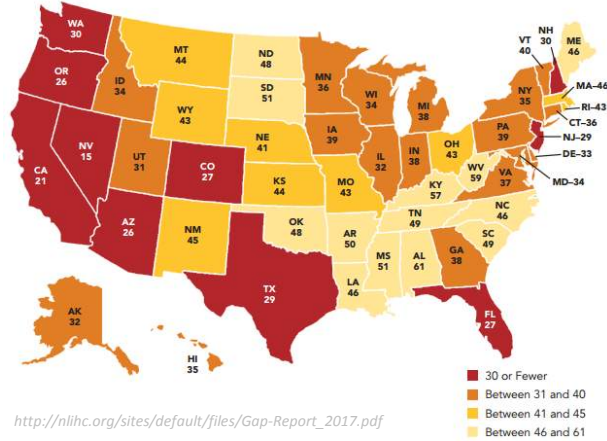 WA
30
OR
26
CA
21
NV
15
ID
34
MT
44
WY
43
UT
31
AZ
26
CO
27
NM
45
ND
48
SD
51
NE
41
KS
44
OK
48
TX
29
MN
36
IA
39
MO
43
AR
50
LA
46
WI
34
IL
32
MI
38
IN
38
OH
43
KY
57
TN
49
MS
51
AL
61
GA
38
FL
27
SC
49
NC
46
VA
37
WV
59
PA
39
NY
35
VT
40
NH
30
ME
46
MA–46
RI–43
CT–36
NJ–29
DE–33
MD–34
AK
32
HI
35
30 or Fewer
Between 31 and 40
Between 41 and 45
Between 46 and 61
http://nlihc.org/sites/default/files/Gap-Report_2017.pdf